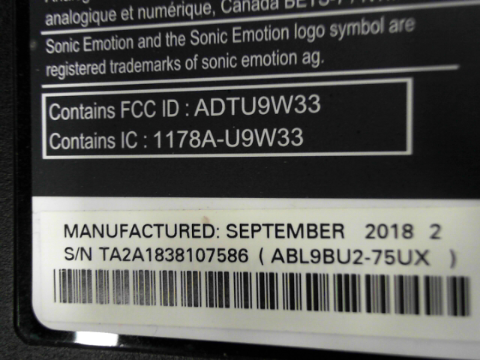 analogique et numérique, Canada
Sonic Emotion and the Sonic Emotion logo symbol are
registered trademarks of sonic emotion ag.
Contains FCC ID : ADTU9W33
Contains IC : 1178A-U9W33
MANUFACTURED: SEPTEMBER 2018 2
S/N TA2A1838107586 ( ABL9BU2-75UX )